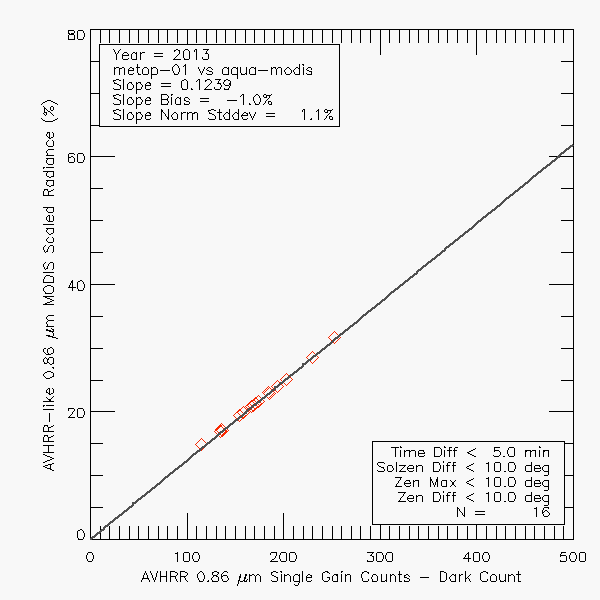 80
Year = 2013
metop-01 vs aqua-modis
Slope = 0.1239
Slope Bias = -1.0%
Slope Norm Stddev = 1.1%
60
40
20
0
AVHRR-like 0.86 μm MODIS Scaled Radiance (%)
Time Diff < 5.0 min
Solzen Diff < 10.0 deg
Zen Max < 10.0 deg
Zen Diff < 10.0 deg
N = 16
0 100 200 300 400 500
AVHRR 0.86 μm Single Gain Counts - Dark Count